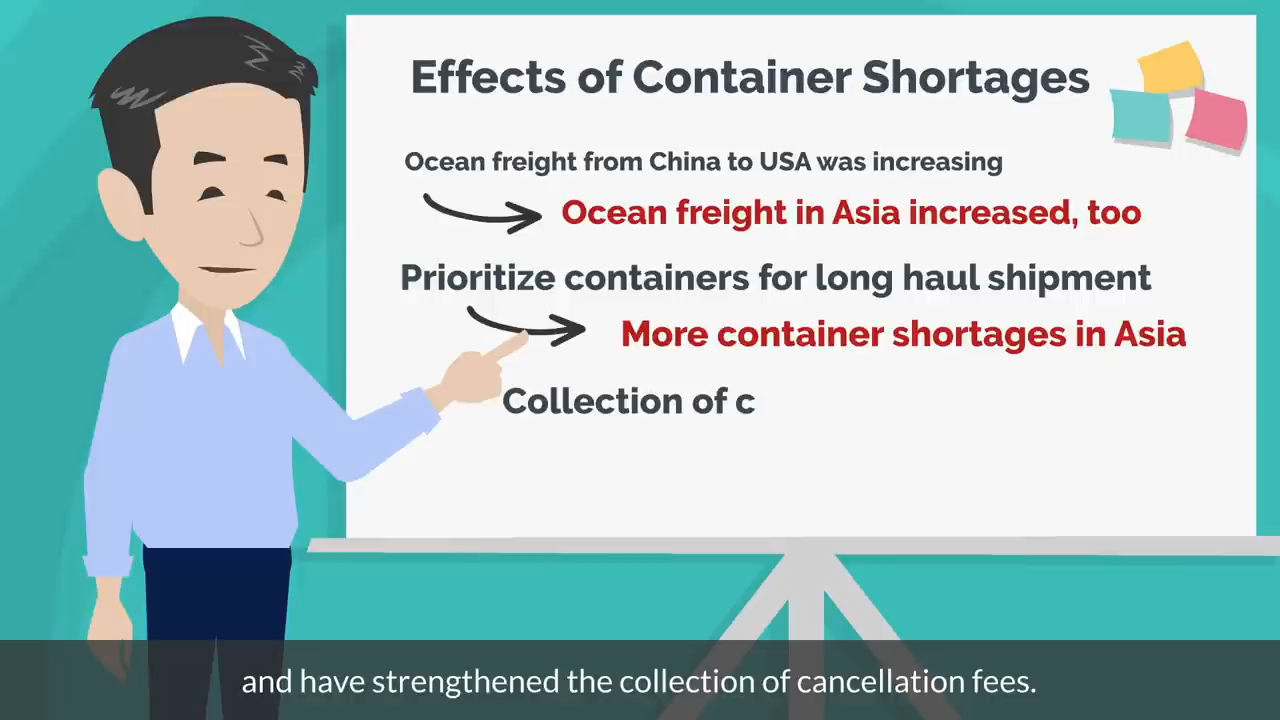 Effects of Container Shortages
Ocean freight from China to USA was increasing
Ocean freight in Asia increased, too
Prioritize containers for long haul shipment
More container shortages in Asia
Collection of c
and have strengthened the collection of cancellation fees.